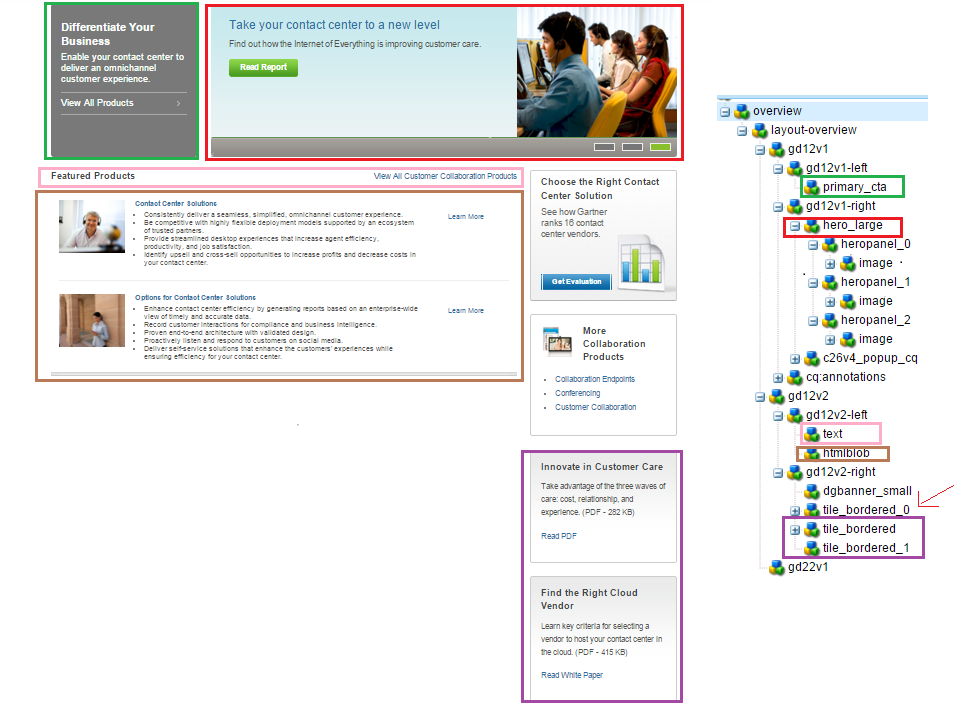 Differentiate Your
Business
Enable your contact center to
deliver an omnichannel
customer experience.
View All Products
Take your contact center to a new level
Find out how the Internet of Everything is improving customer care.
Read Report
Featured Products
View All Customer Collaboration Products
Contact Center Solutions
Consistently deliver a seamless, simplified, omnichannel customer experience.
Be competitive with highly flexible deployment models supported by an ecosystem
of trusted partners.
Provide streamlined desktop experiences that increase agent efficiency,
productivity, and job satisfaction.
Identify upsell and cross-sell opportunities to increase profits and decrease costs in
your contact center.
Learn More
Options for Contact Center Solutions
Enhance contact center efficiency by generating reports based on an enterprise-wide
view of timely and accurate data.
Record customer interactions for compliance and business intelligence.
Proven end-to-end architecture with validated design.
Proactively listen and respond to customers on social media.
Deliver self-service solutions that enhance the customers' experiences while
ensuring efficiency for your contact center.
Learn More
Choose the Right Contact
Center Solution
See how Gartner
ranks 16 contact
center vendors.
Get Evaluation
More
Collaboration
Products
Collaboration Endpoints
Conferencing
Customer Collaboration
Innovate in Customer Care
Take advantage of the three waves of
care: cost, relationship, and
experience. (PDF - 282 KB)
Read PDF
Find the Right Cloud
Vendor
Learn key criteria for selecting a
vendor to host your contact center in
the cloud. (PDF - 415 KB)
Read White Paper
overview
layout-overview
gd12v1
gd12v1-left
primary_cta
gd12v1-right
hero_large
heropanel_0
image
heropanel_1
image
heropanel_2
image
c26v4_popup_cq
cq:annotations
gd12v2
gd12v2-left
text
htmlblob
gd12v2-right
dgbanner_small
tile_bordered_0
tile_bordered
tile_bordered_1
gd22v1